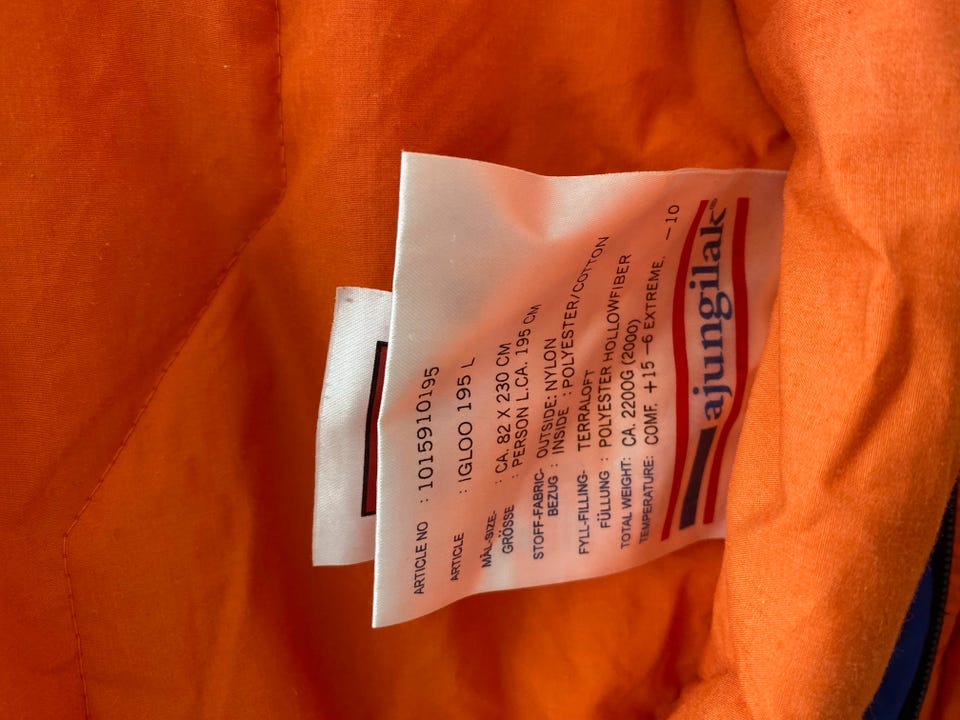 ARTICLE NO : 1015910195
ARTICLE : IGLOO 195 L
MÅL-SIZE- : CA. 82 X 230 CM
GRÖSSE : PERSON L.CA. 195 CM
STOFF-FABRIC- OUTSIDE: NYLON
BEZUG : INSIDE : POLYESTER/COTTON
FYLL-FILLING- TERRALOFT
FÜLLUNG : POLYESTER HOLLOWFIBER
TOTAL WEIGHT: CA. 2200G (2000)
TEMPERATURE: COMF. +15 -6 EXTREME. -10
ajungilak®